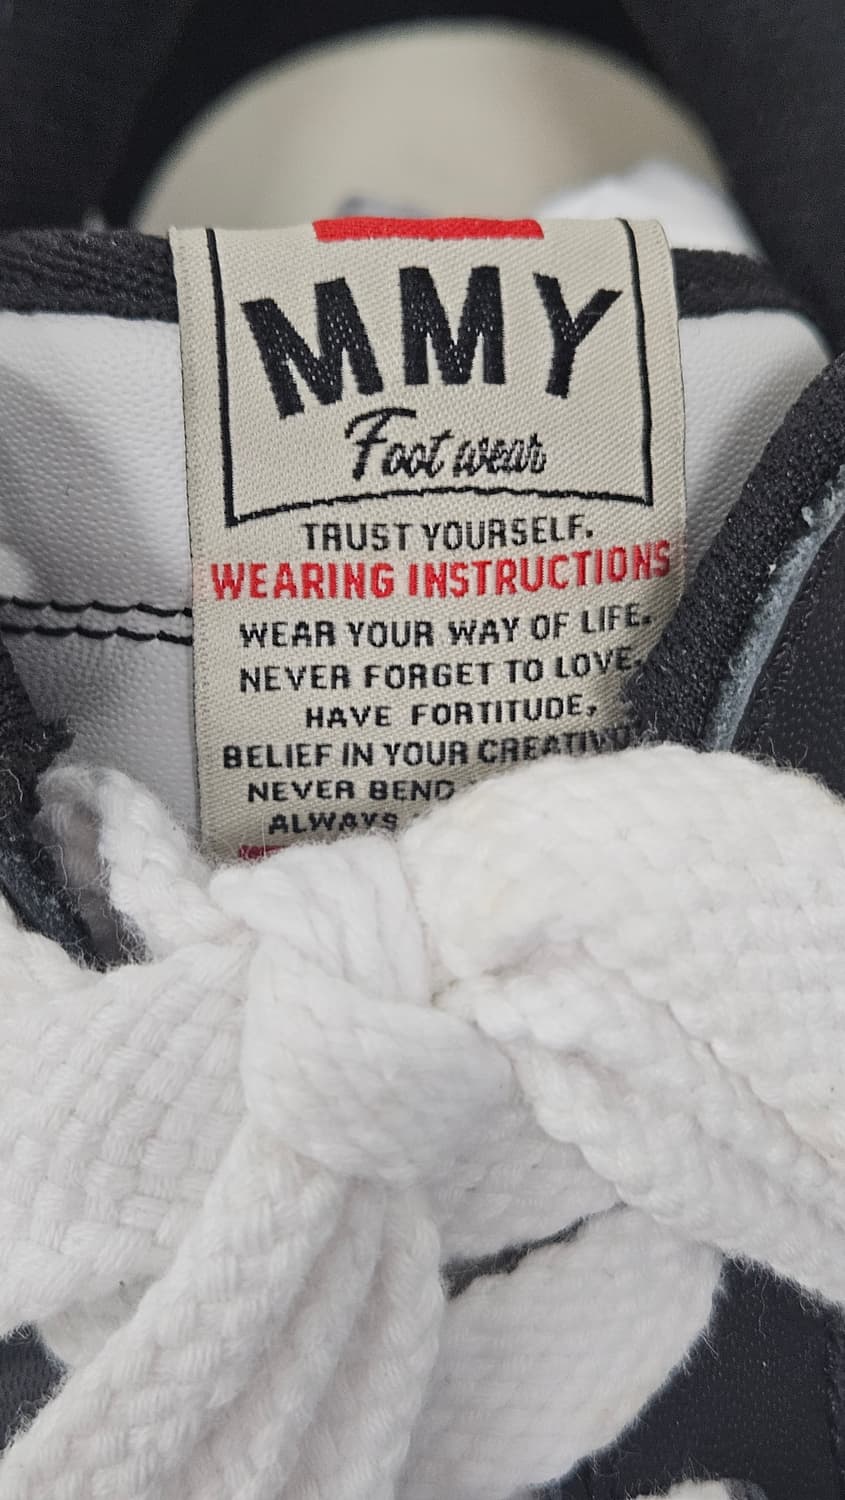 MMY
Foot wear
TRUST YOURSELF.
WEARING INSTRUCTIONS
WEAR YOUR WAY OF LIFE.
NEVER FORGET TO LOVE.
HAVE FORTITUDE,
BELIEF IN YOUR
NEVER BEND
ALWAYS